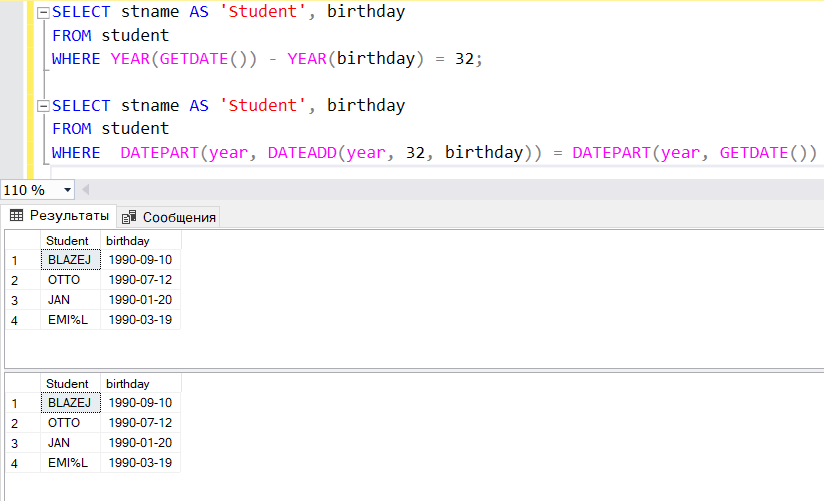 SELECT stname AS 'Student', birthday
FROM student
WHERE YEAR(GETDATE()) - YEAR(birthday) = 32;
SELECT stname AS 'Student', birthday
FROM student
WHERE  DATEPART(year, DATEADD(year, 32, birthday)) = DATEPART(year, GETDATE())
110 %
Результаты Сообщения
Student birthday
1 BLAZEJ 1990-09-10
2 OTTO 1990-07-12
3 JAN 1990-01-20
4 EMI%L 1990-03-19
Student birthday
1 BLAZEJ 1990-09-10
2 OTTO 1990-07-12
3 JAN 1990-01-20
4 EMI%L 1990-03-19